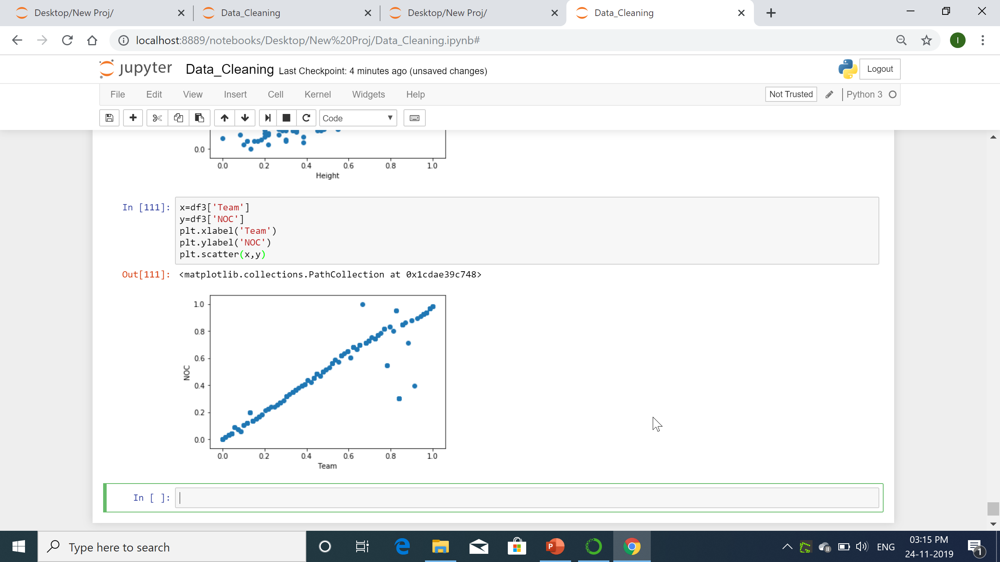 Desktop/New Proj/
Data_Cleaning
Desktop/New Proj/
Data_Cleaning
localhost:8889/notebooks/Desktop/New%20Proj/Data_Cleaning.ipynb#
I
jupyter
Data_Cleaning Last Checkpoint: 4 minutes ago (unsaved changes)
Logout
File Edit View Insert Cell Kernel Widgets Help
Not Trusted
Python 3
Code
0.0
0.0 0.2 0.4 0.6 0.8 1.0
Height
In [111]:
x=df3['Team']
y=df3['NOC']
plt.xlabel('Team')
plt.ylabel('NOC')
plt.scatter(x,y)
Out[111]: <matplotlib.collections.PathCollection at 0x1cdae39c748>
1.0
0.8
0.6
NOC
0.4
0.2
0.0
0.0 0.2 0.4 0.6 0.8 1.0
Team
In [ ]:
Type here to search
P
ENG
03:15 PM
24-11-2019
1